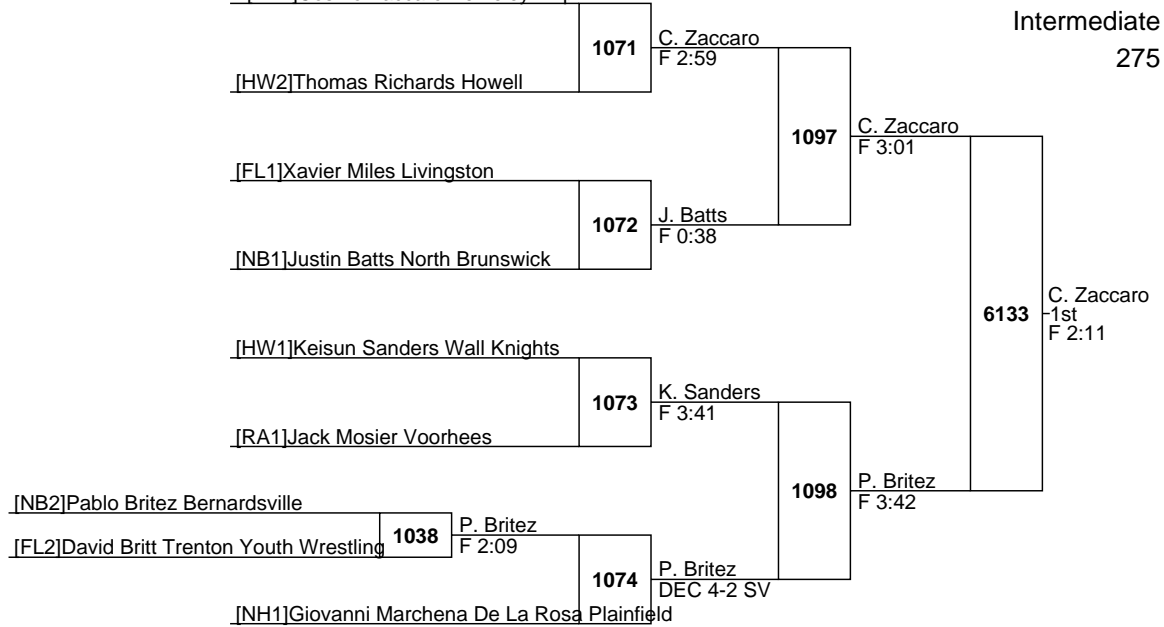 Intermediate
275
1071
C. Zaccaro
F 2:59
[HW2]Thomas Richards Howell
1097
C. Zaccaro
F 3:01
[FL1]Xavier Miles Livingston
1072
J. Batts
F 0:38
[NB1]Justin Batts North Brunswick
6133
C. Zaccaro
1st
F 2:11
[HW1]Keisun Sanders Wall Knights
1073
K. Sanders
F 3:41
[RA1]Jack Mosier Voorhees
1098
P. Britez
F 3:42
[NB2]Pablo Britez Bernardsville
1038
P. Britez
F 2:09
[FL2]David Britt Trenton Youth Wrestling
1074
P. Britez
DEC 4-2 SV
[NH1]Giovanni Marchena De La Rosa Plainfield